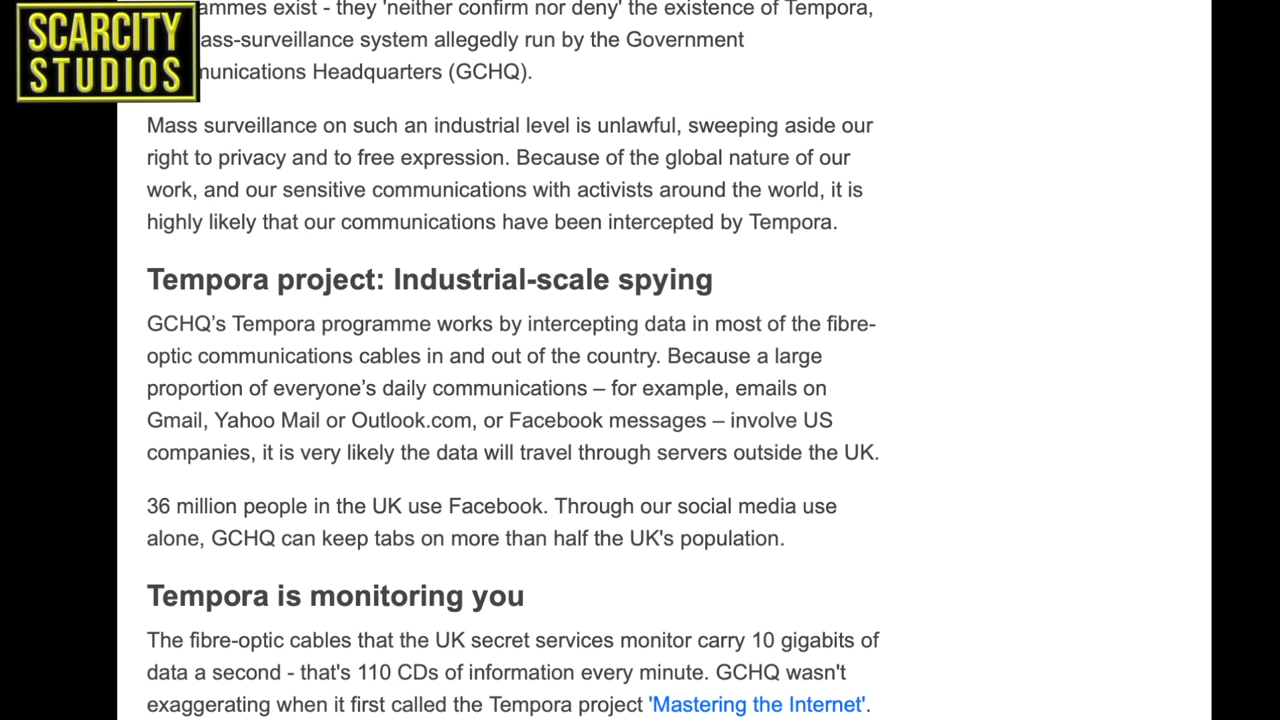 SCARCITY
STUDIOS
exist - they 'neither confirm nor deny' the existence of Tempora,
system allegedly run by the Government
Headquarters (GCHQ).
Mass surveillance on such an industrial level is unlawful, sweeping aside our
right to privacy and to free expression. Because of the global nature of our
work, and our sensitive communications with activists around the world, it is
highly likely that our communications have been intercepted by Tempora.
Tempora project: Industrial-scale spying
GCHQ’s Tempora programme works by intercepting data in most of the fibre-
optic communications cables in and out of the country. Because a large
proportion of everyone’s daily communications – for example, emails on
Gmail, Yahoo Mail or Outlook.com, or Facebook messages – involve US
companies, it is very likely the data will travel through servers outside the UK.
36 million people in the UK use Facebook. Through our social media use
alone, GCHQ can keep tabs on more than half the UK's population.
Tempora is monitoring you
The fibre-optic cables that the UK secret services monitor carry 10 gigabits of
data a second - that's 110 CDs of information every minute. GCHQ wasn't
exaggerating when it first called the Tempora project 'Mastering the Internet'.